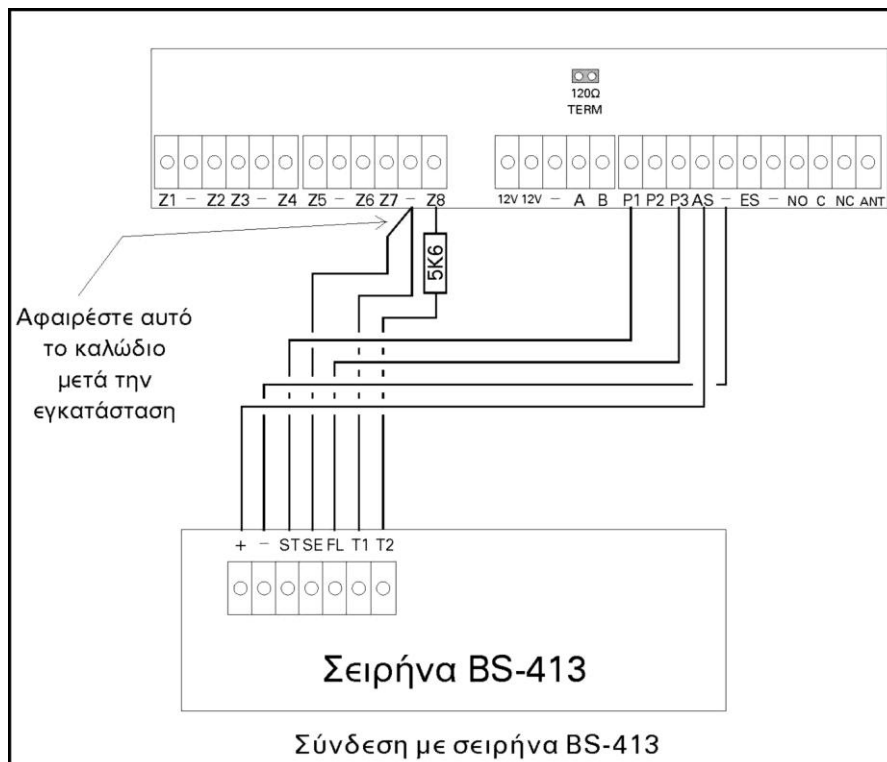 120Ω
TERM
Z1 – Z2 Z3 – Z4 Z5 – Z6 Z7 – Z8 12V 12V – A B P1 P2 P3 AS – ES – NO C NC ANT
5K6
Αφαιρέστε αυτό
το καλώδιο
μετά την
εγκατάσταση
+ – ST SE FL T1 T2
Σειρήνα BS-413
Σύνδεση με σειρήνα BS-413